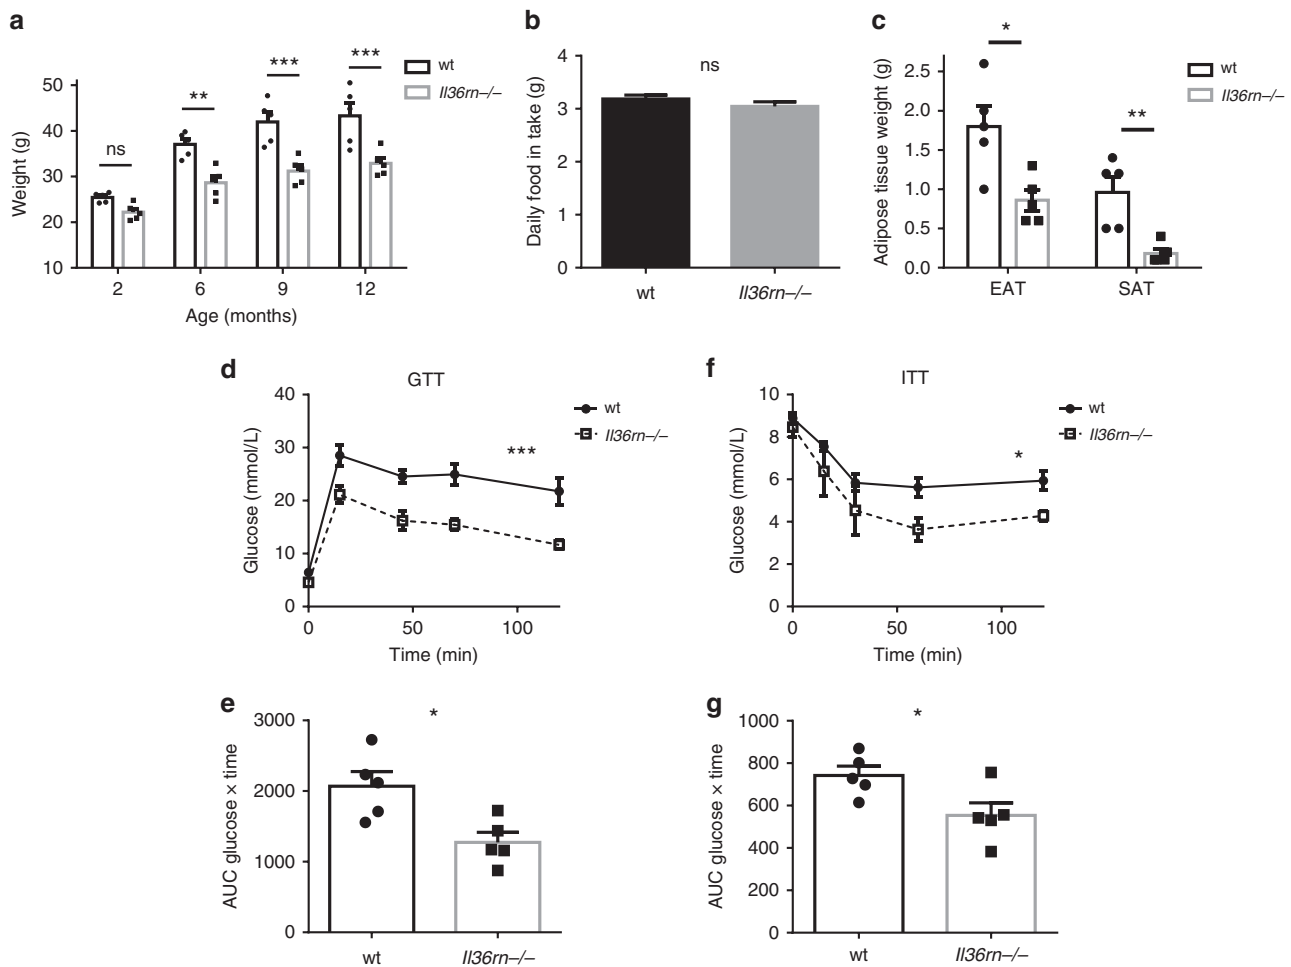 a
Weight (g)
50
40
30
20
10
ns
**
***
***
wt
Il36rn–/–
2 6 9 12
Age (months)
b
Daily food in take (g)
4
3
2
1
0
ns
wt Il36rn–/–
c
Adipose tissue weight (g)
2.5
2.0
1.5
1.0
0.5
0.0
*
**
wt
Il36rn–/–
EAT SAT
d
GTT
Glucose (mmol/L)
40
30
20
10
0
***
wt
Il36rn–/–
0 50 100
Time (min)
f
ITT
Glucose (mmol/L)
10
8
6
4
2
0
*
wt
Il36rn–/–
0 50 100
Time (min)
e
AUC glucose × time
3000
2000
1000
0
*
wt Il36rn–/–
g
AUC glucose × time
1000
800
600
400
200
0
*
wt Il36rn–/–